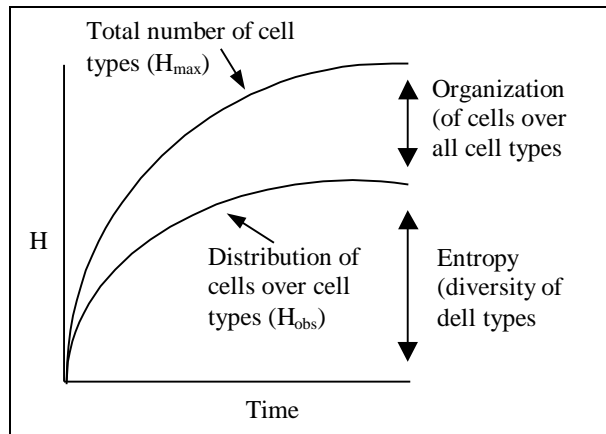 Total number of cell
types (Hmax)
Organization
(of cells over
all cell types
H
Distribution of
cells over cell
types (Hobs)
Entropy
(diversity of
dell types
Time